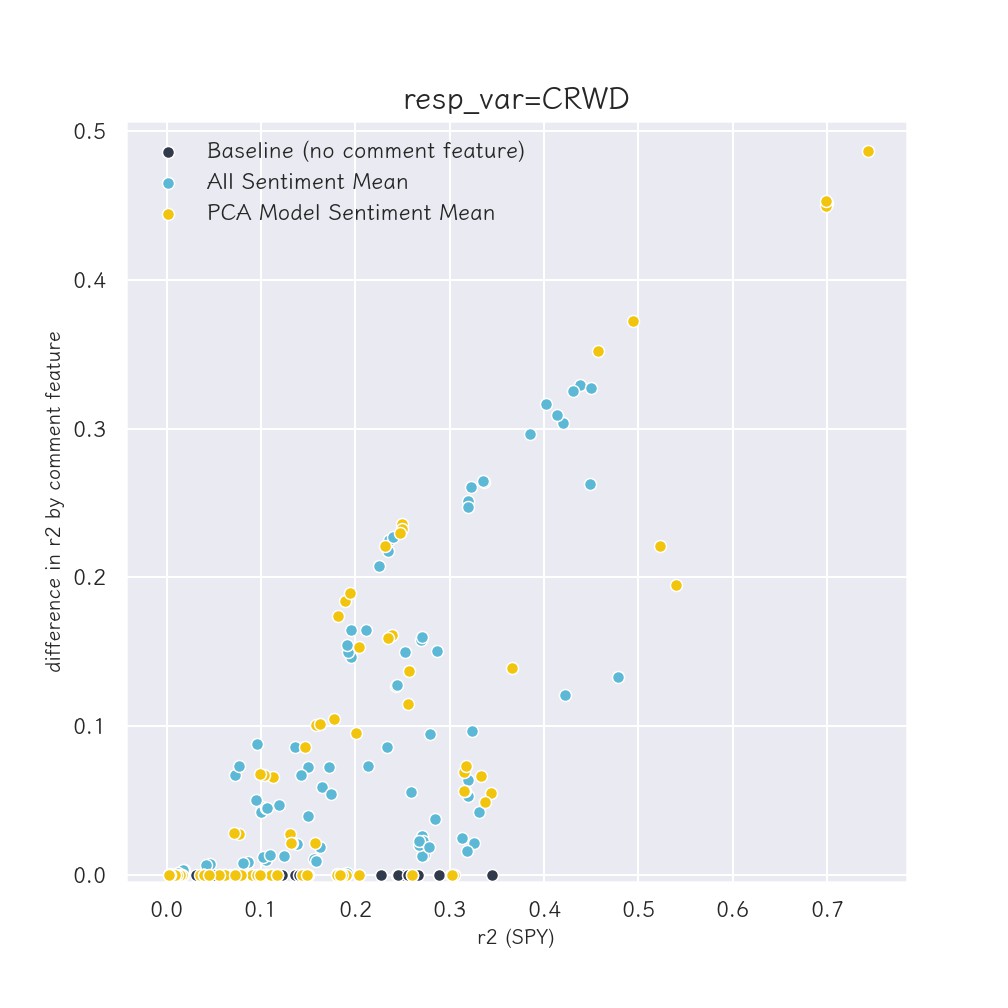 resp_var=CRWD
Baseline (no comment feature)
All Sentiment Mean
PCA Model Sentiment Mean
difference in r2 by comment feature
0.5
0.4
0.3
0.2
0.1
0.0
0.0 0.1 0.2 0.3 0.4 0.5 0.6 0.7
r2 (SPY)